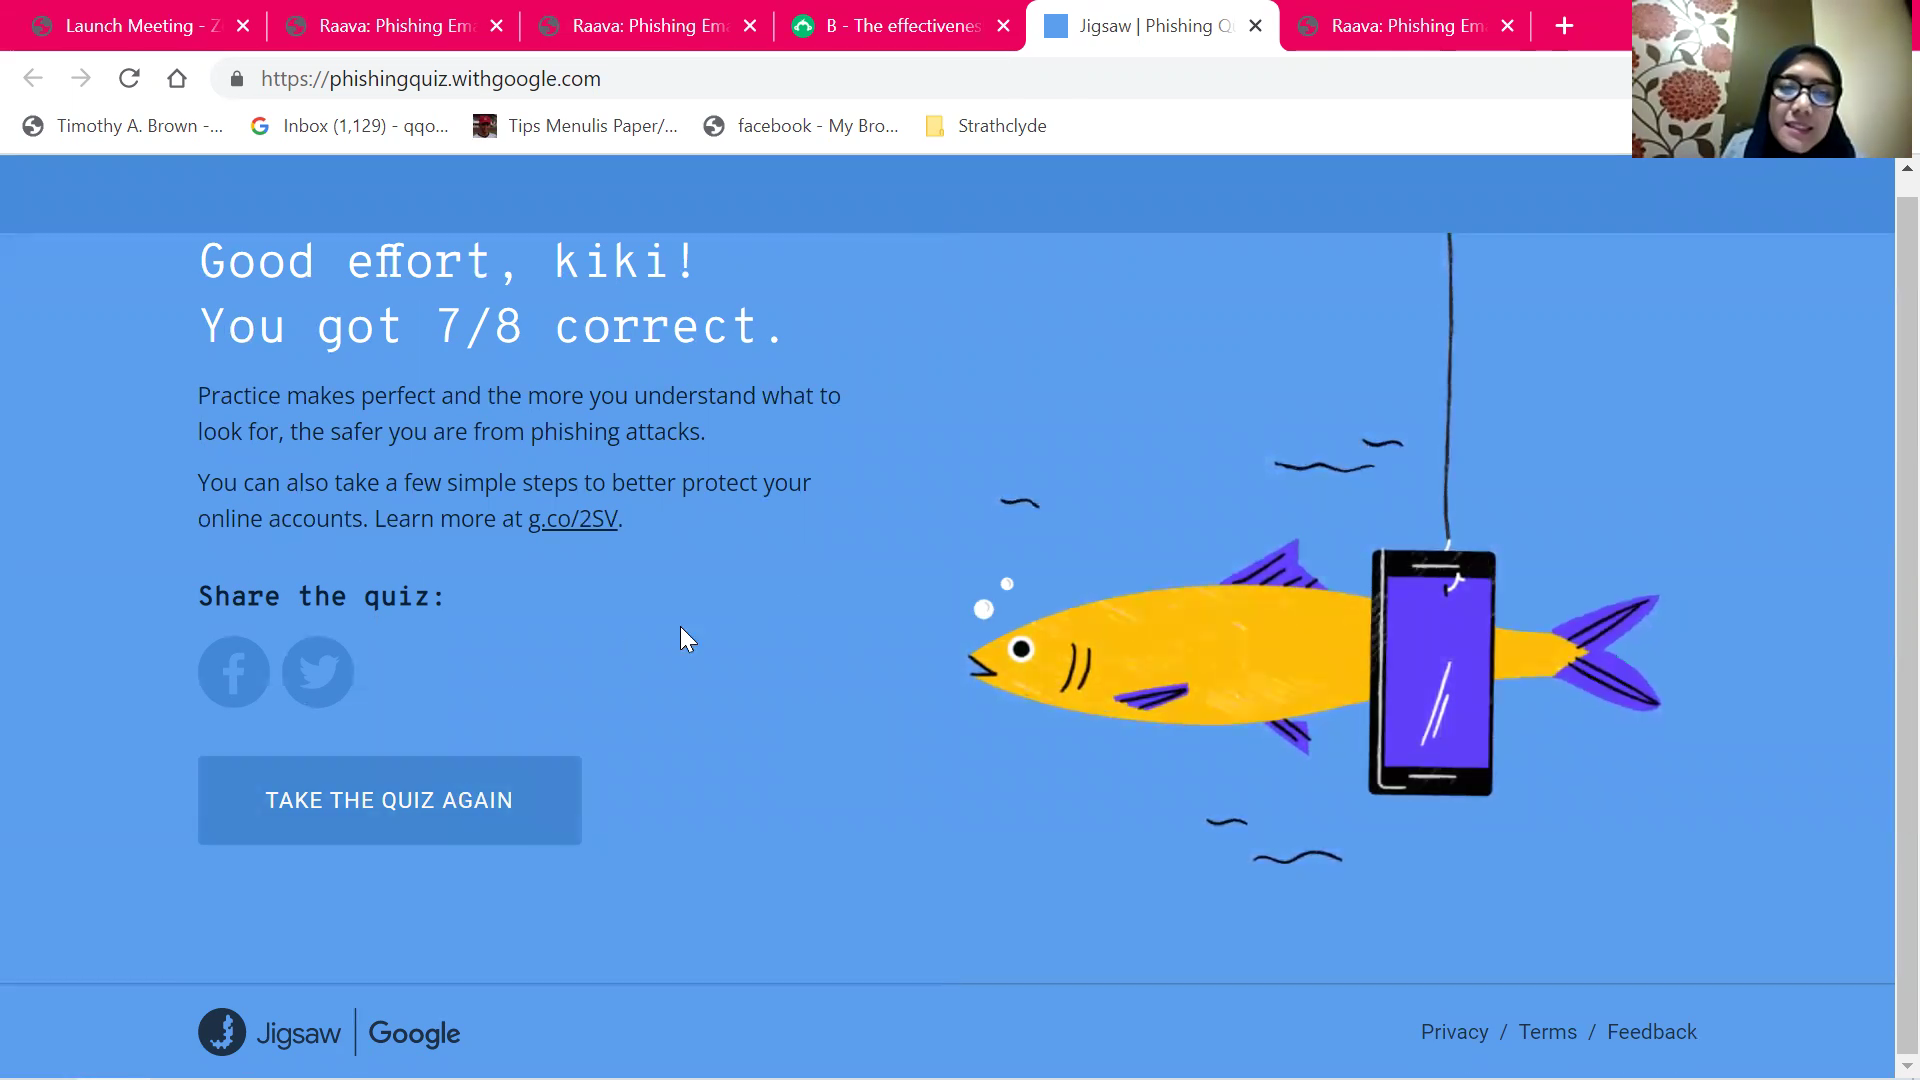 Launch Meeting - Z
Raava: Phishing Em
Raava: Phishing Em
B - The effectivenes
Jigsaw | Phishing Q
Raava: Phishing Em
https://phishingquiz.withgoogle.com
Timothy A. Brown -...
Inbox (1,129) - qqo...
Tips Menulis Paper/...
facebook - My Bro...
Strathclyde
Good effort, kiki!
You got 7/8 correct.
Practice makes perfect and the more you understand what to
look for, the safer you are from phishing attacks.
You can also take a few simple steps to better protect your
online accounts. Learn more at g.co/2SV.
Share the quiz:
TAKE THE QUIZ AGAIN
Jigsaw | Google
Privacy / Terms / Feedback